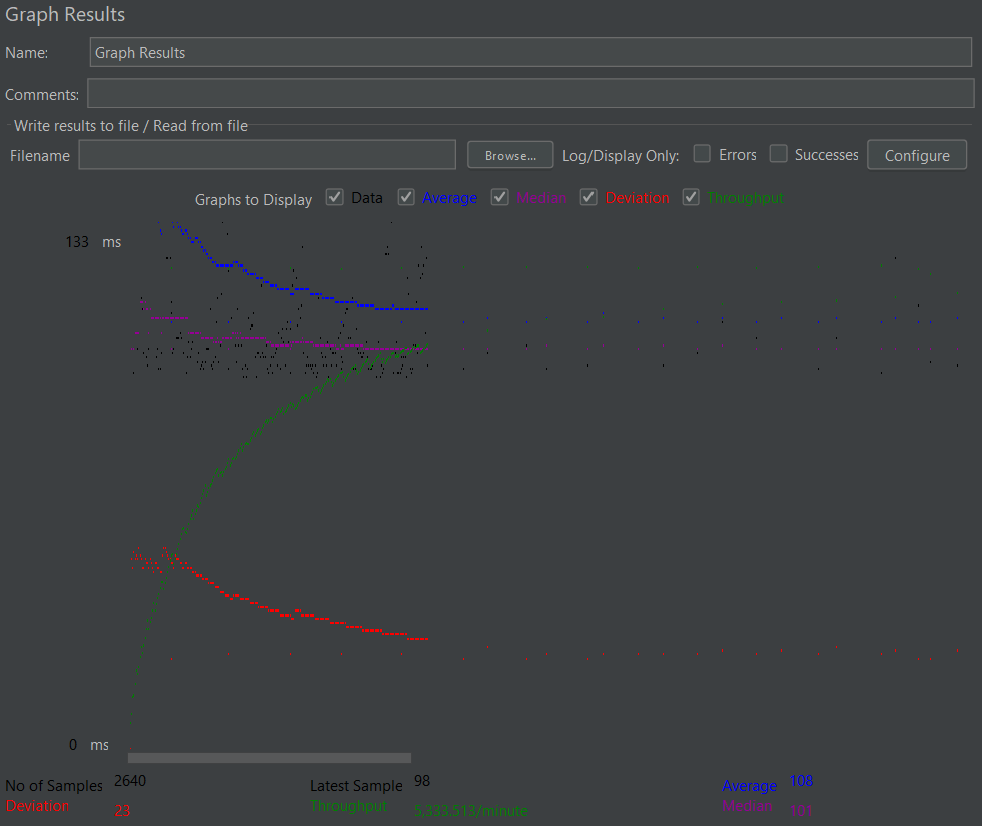 Graph Results
Name: Graph Results
Comments:
Write results to file / Read from file
Filename Browse... Log/Display Only: Errors Successes Configure
Graphs to Display Data Average Median Deviation Throughput
133 ms
0 ms
No of Samples 2640 Latest Sample 98 Average 108
Deviation 23 Throughput 5,333.513/minute Median 101